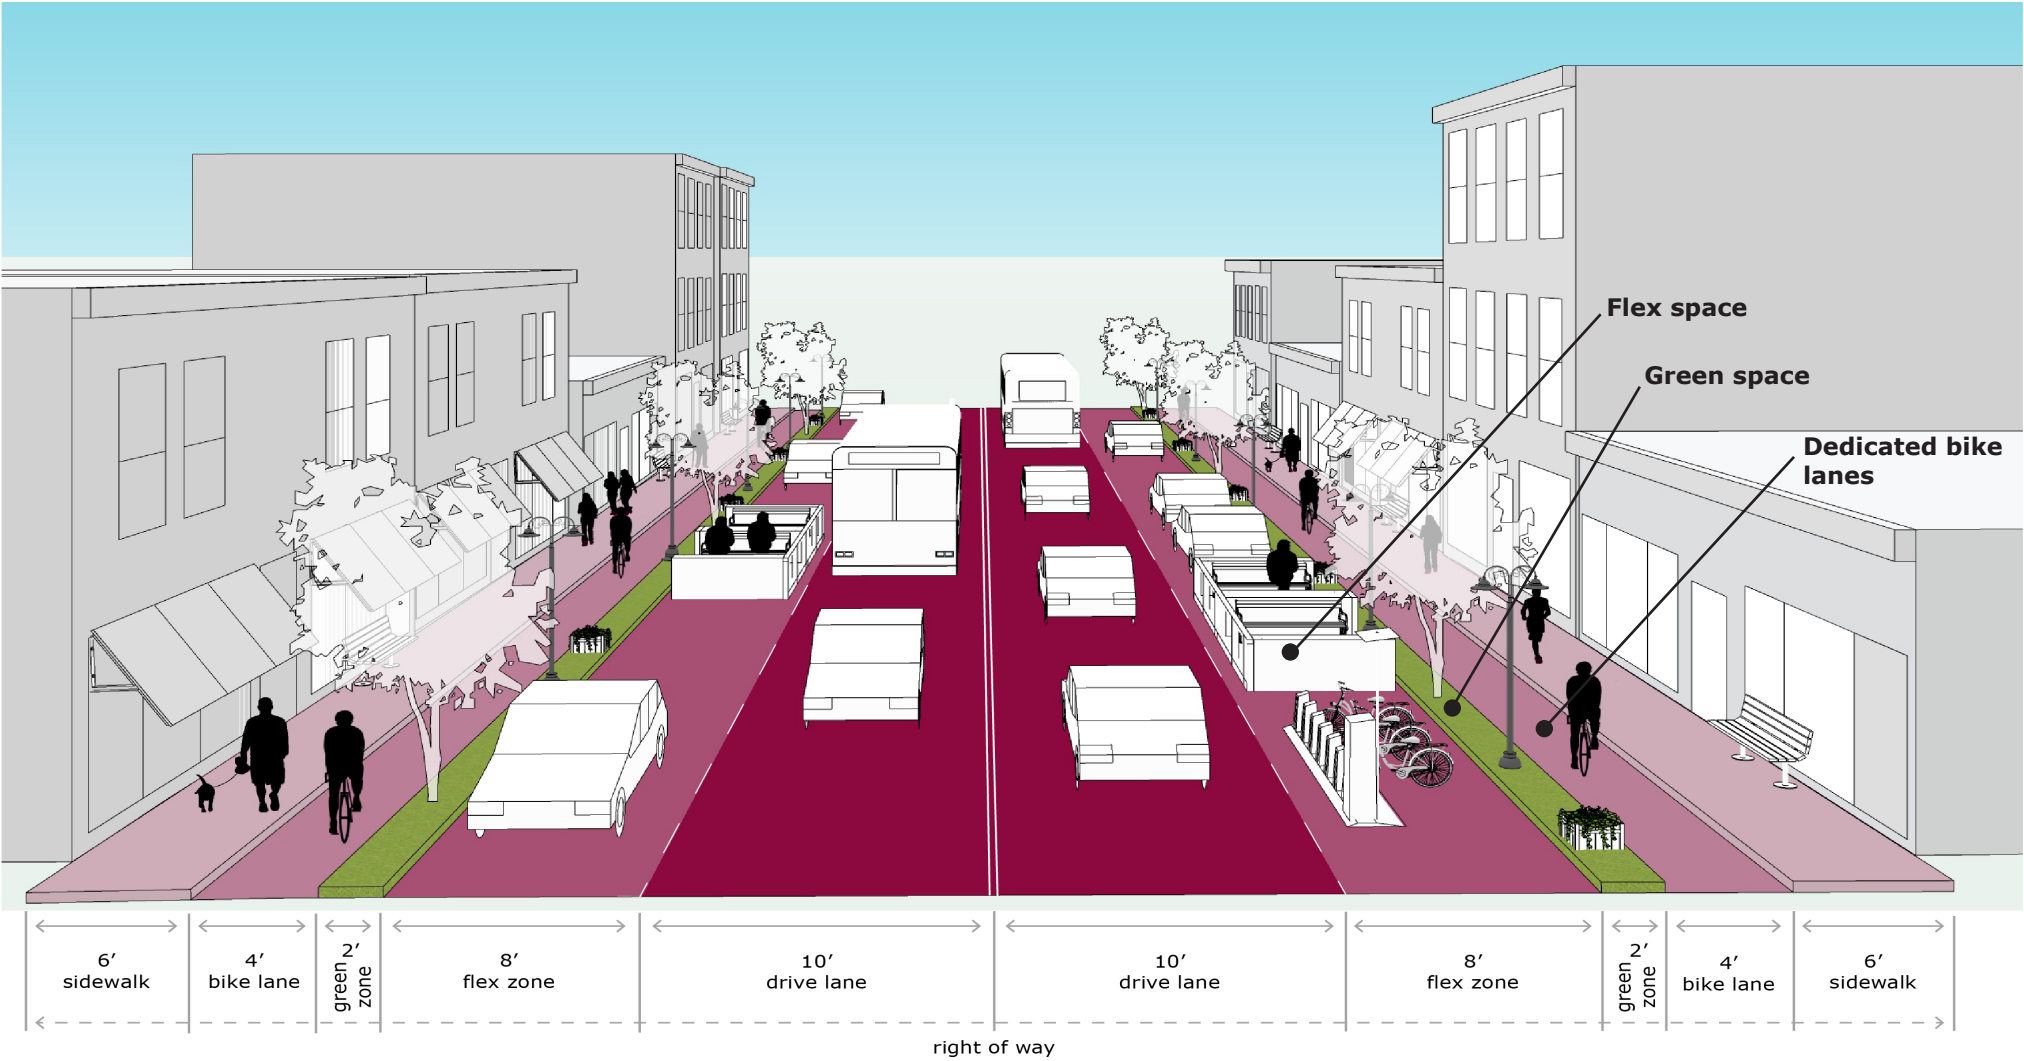 Flex space
Green space
Dedicated bike
lanes
6’
sidewalk
4’
bike lane
2’
green
zone
8’
flex zone
10’
drive lane
10’
drive lane
8’
flex zone
2’
green
zone
4’
bike lane
6’
sidewalk
right of way